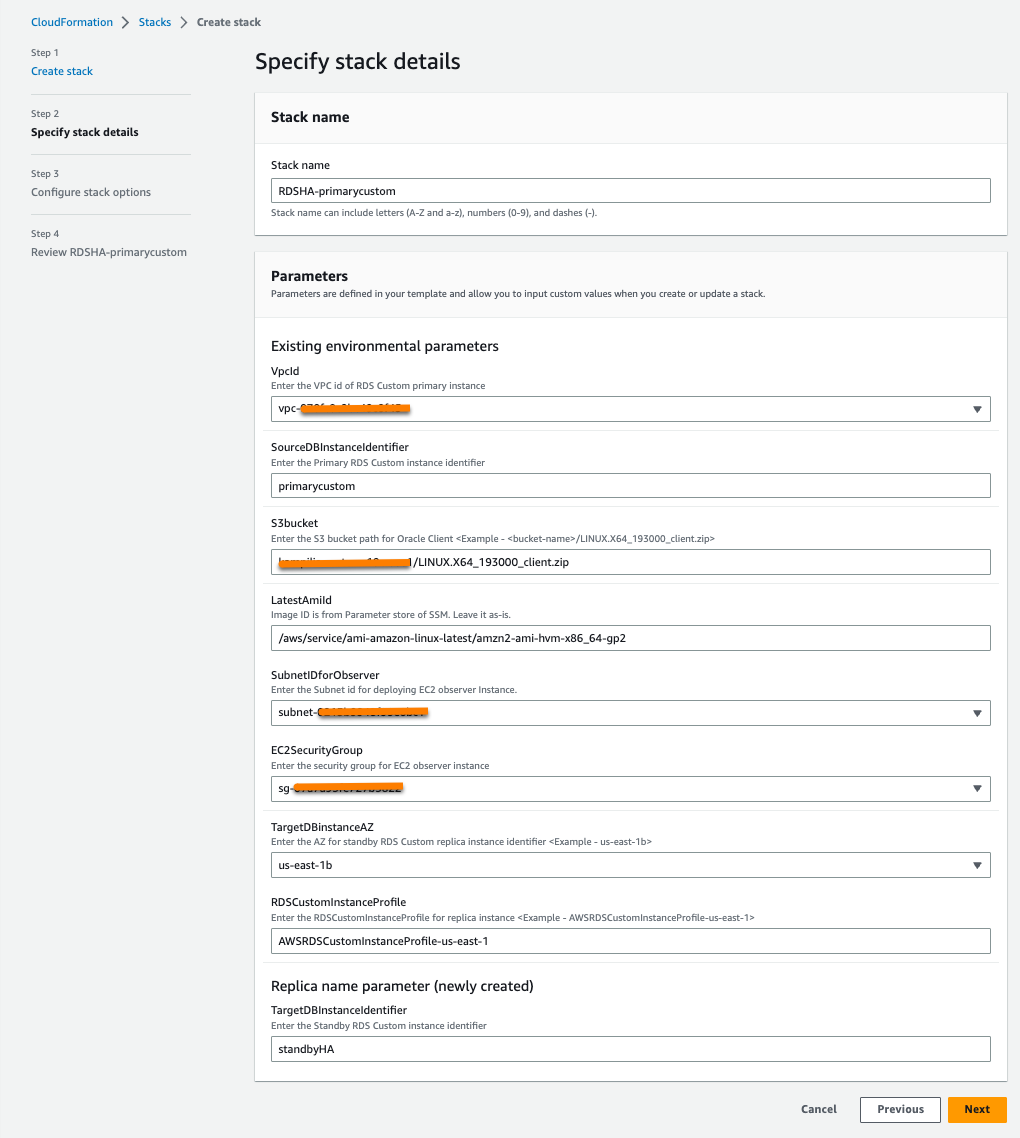 CloudFormation > Stacks > Create stack
Step 1
Create stack
Step 2
Specify stack details
Step 3
Configure stack options
Step 4
Review RDSHA-primarycustom
Specify stack details
Stack name
Stack name
RDSHA-primarycustom
Stack name can include letters (A-Z and a-z), numbers (0-9), and dashes (-).
Parameters
Parameters are defined in your template and allow you to input custom values when you create or update a stack.
Existing environmental parameters
VpcId
Enter the VPC id of RDS Custom primary instance
vpc-
SourceDBInstanceIdentifier
Enter the Primary RDS Custom instance identifier
primarycustom
S3bucket
Enter the S3 bucket path for Oracle Client <Example - <bucket-name>/LINUX.X64_193000_client.zip>
1/LINUX.X64_193000_client.zip
LatestAmiId
Image ID is from Parameter store of SSM. Leave it as-is.
/aws/service/ami-amazon-linux-latest/amzn2-ami-hvm-x86_64-gp2
SubnetIDforObserver
Enter the Subnet id for deploying EC2 observer Instance.
subnet-
EC2SecurityGroup
Enter the security group for EC2 observer instance
sg-
TargetDBinstanceAZ
Enter the AZ for standby RDS Custom replica instance identifier <Example - us-east-1b>
us-east-1b
RDSCustomInstanceProfile
Enter the RDSCustomInstanceProfile for replica instance <Example - AWSRDSCustomInstanceProfile-us-east-1>
AWSRDSCustomInstanceProfile-us-east-1
Replica name parameter (newly created)
TargetDBInstanceIdentifier
Enter the Standby RDS Custom instance identifier
standbyHA
Cancel
Previous
Next